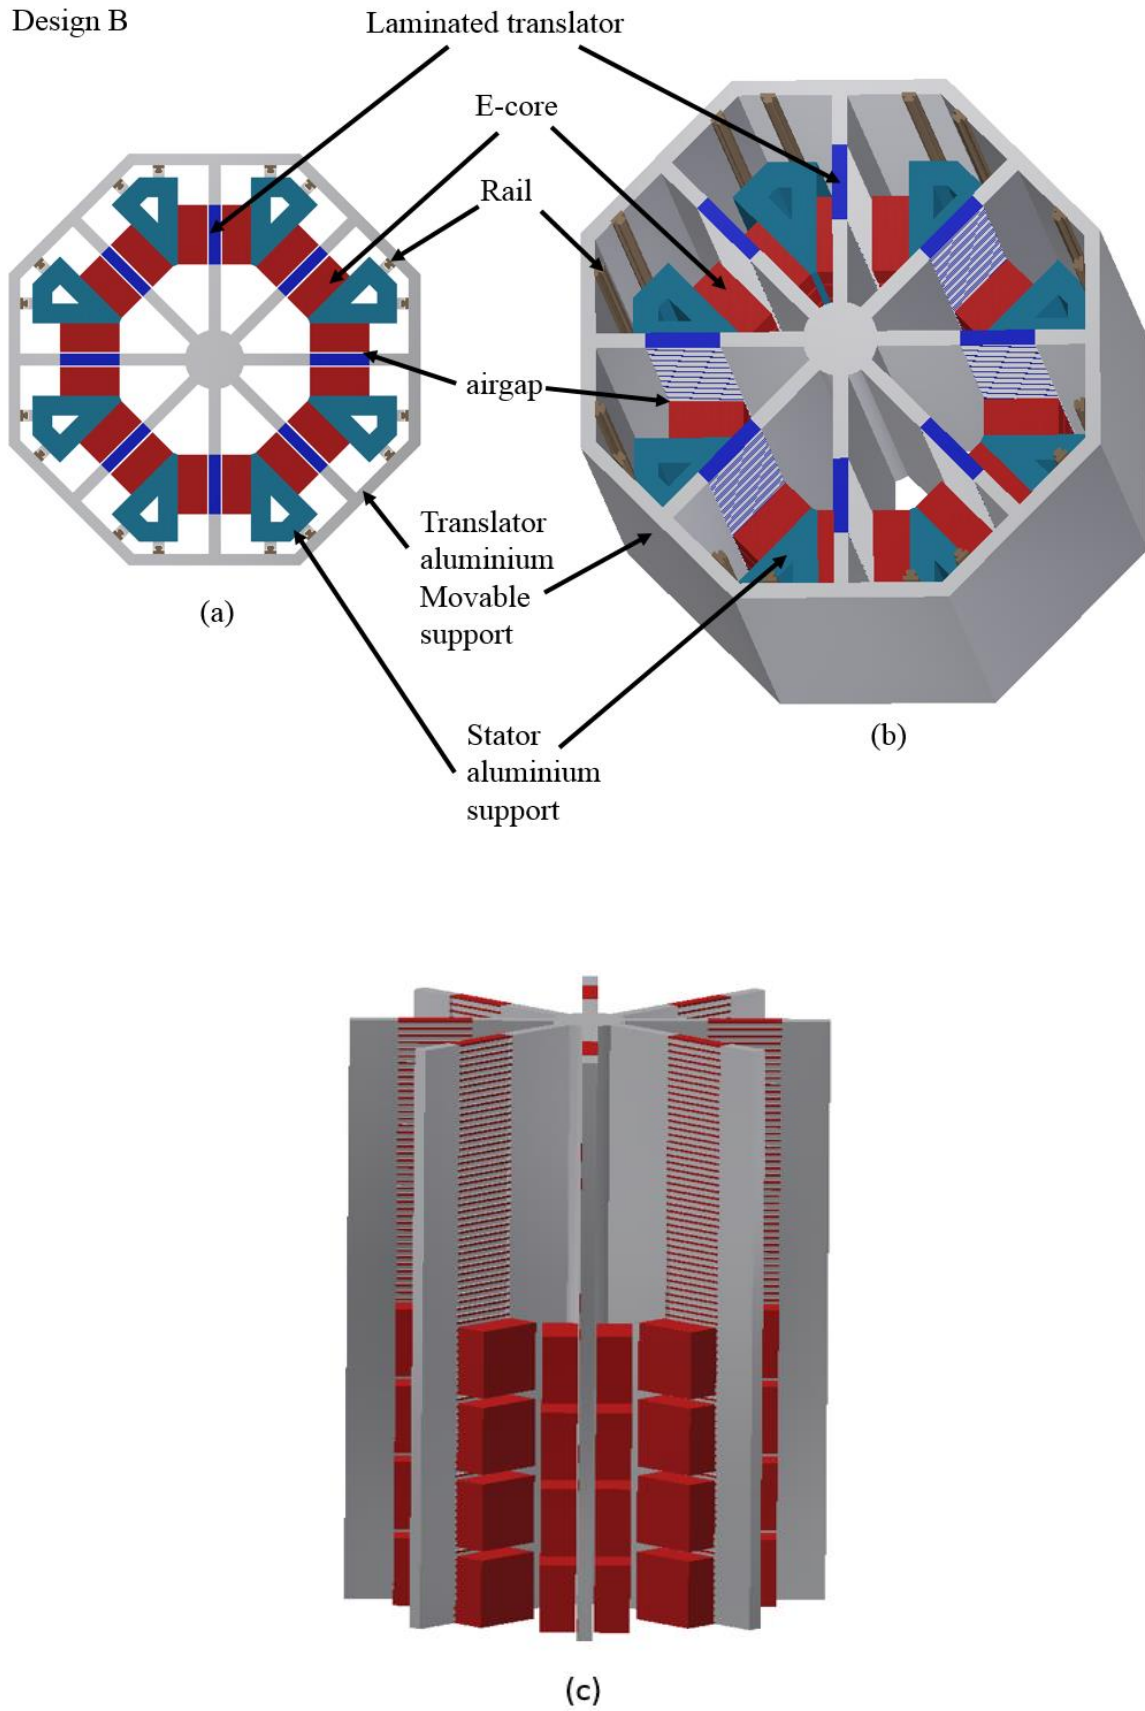 Design B
Laminated translator
E-core
Rail
airgap
Translator
aluminium
Movable
support
(a)
Stator
aluminium
support
(b)
(c)